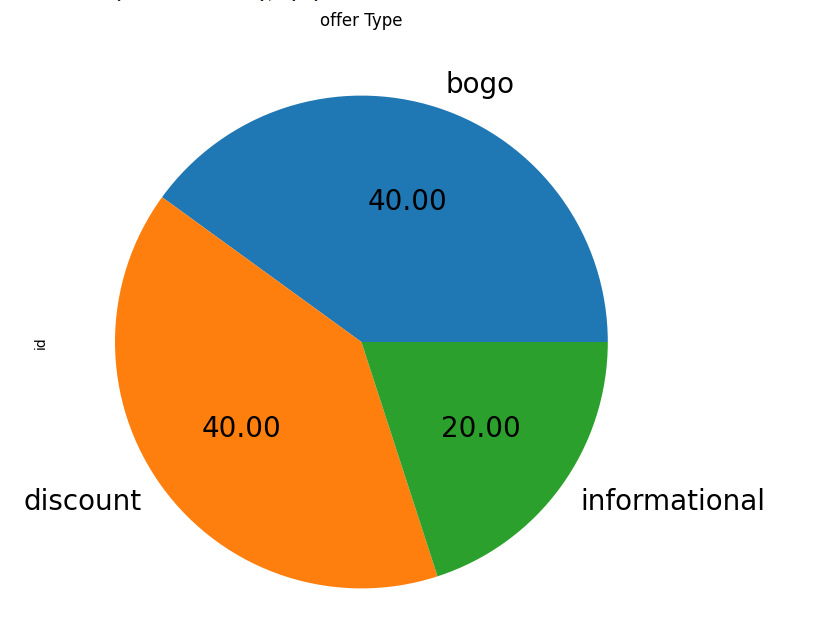 offer Type
bogo
40.00
id
40.00
20.00
discount
informational